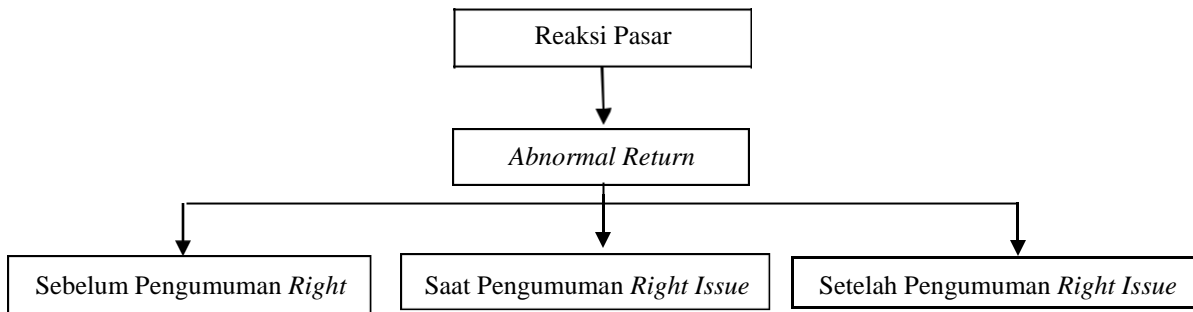 Reaksi Pasar
Abnormal Return
Sebelum Pengumuman Right
Saat Pengumuman Right Issue
Setelah Pengumuman Right Issue